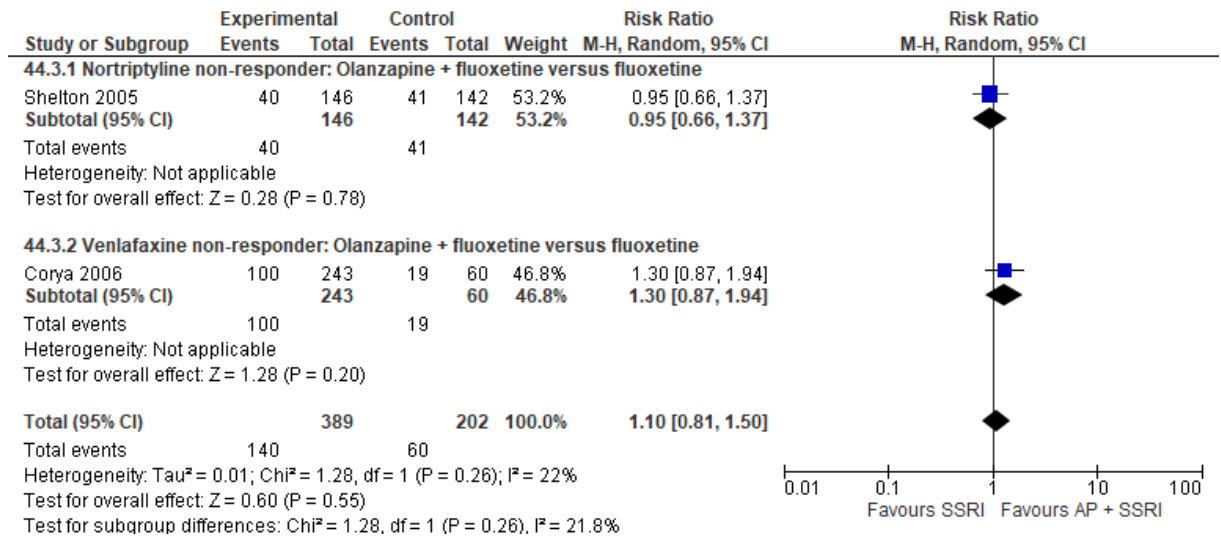 Experimental Control Risk Ratio Risk Ratio
Study or Subgroup Events Total Events Total Weight M-H, Random, 95% CI M-H, Random, 95% CI
44.3.1 Nortriptyline non-responder: Olanzapine + fluoxetine versus fluoxetine
Shelton 2005 40 146 41 142 53.2% 0.95 [0.66, 1.37]
Subtotal (95% CI) 146 142 53.2% 0.95 [0.66, 1.37]
Total events 40 41
Heterogeneity: Not applicable
Test for overall effect: Z = 0.28 (P = 0.78)
44.3.2 Venlafaxine non-responder: Olanzapine + fluoxetine versus fluoxetine
Corya 2006 100 243 19 60 46.8% 1.30 [0.87, 1.94]
Subtotal (95% CI) 243 60 46.8% 1.30 [0.87, 1.94]
Total events 100 19
Heterogeneity: Not applicable
Test for overall effect: Z = 1.28 (P = 0.20)
Total (95% CI) 389 202 100.0% 1.10 [0.81, 1.50]
Total events 140 60
Heterogeneity: Tau² = 0.01; Chi² = 1.28, df = 1 (P = 0.26); I² = 22%
Test for overall effect: Z = 0.60 (P = 0.55)
Test for subgroup differences: Chi² = 1.28, df = 1 (P = 0.26), I² = 21.8%
0.01 0.1 1 10 100
Favours SSRI Favours AP + SSRI